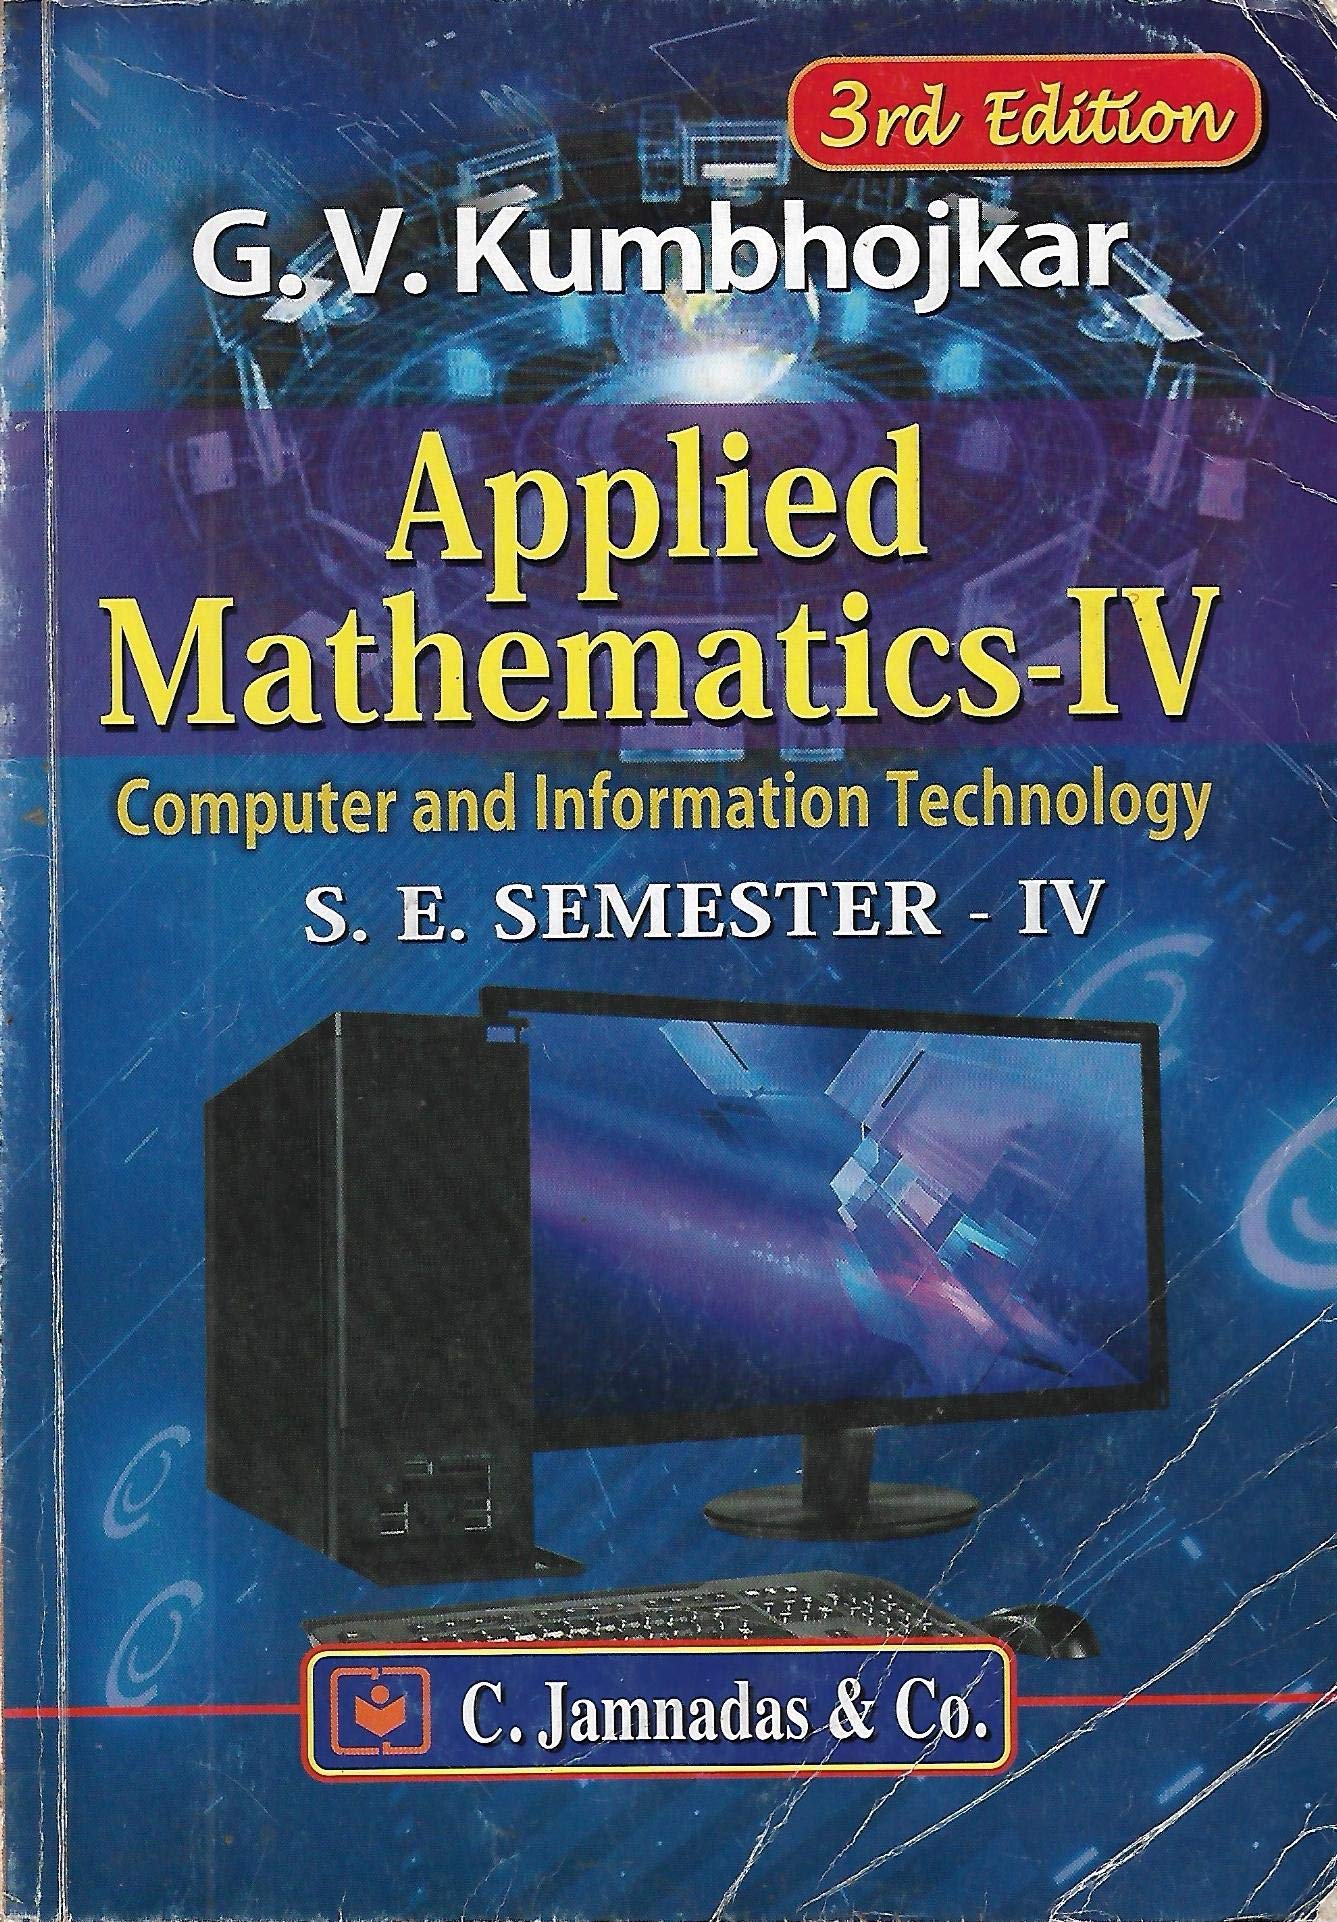 3rd Edition
G. V. Kumbhojkar
Applied
Mathematics-IV
Computer and Information Technology
S. E. SEMESTER - IV
C. Jamnadas & Co.